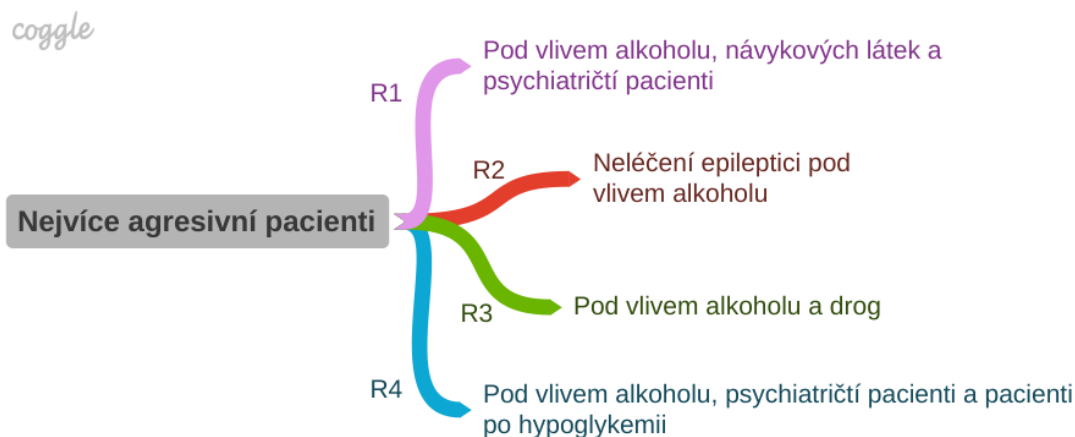 coggle
Pod vlivem alkoholu, návykových látek a
psychiatričtí pacienti
R1
R2
Neléčení epileptici pod
vlivem alkoholu
Nejvíce agresivní pacienti
R3
Pod vlivem alkoholu a drog
R4
Pod vlivem alkoholu, psychiatričtí pacienti a pacienti
po hypoglykemii